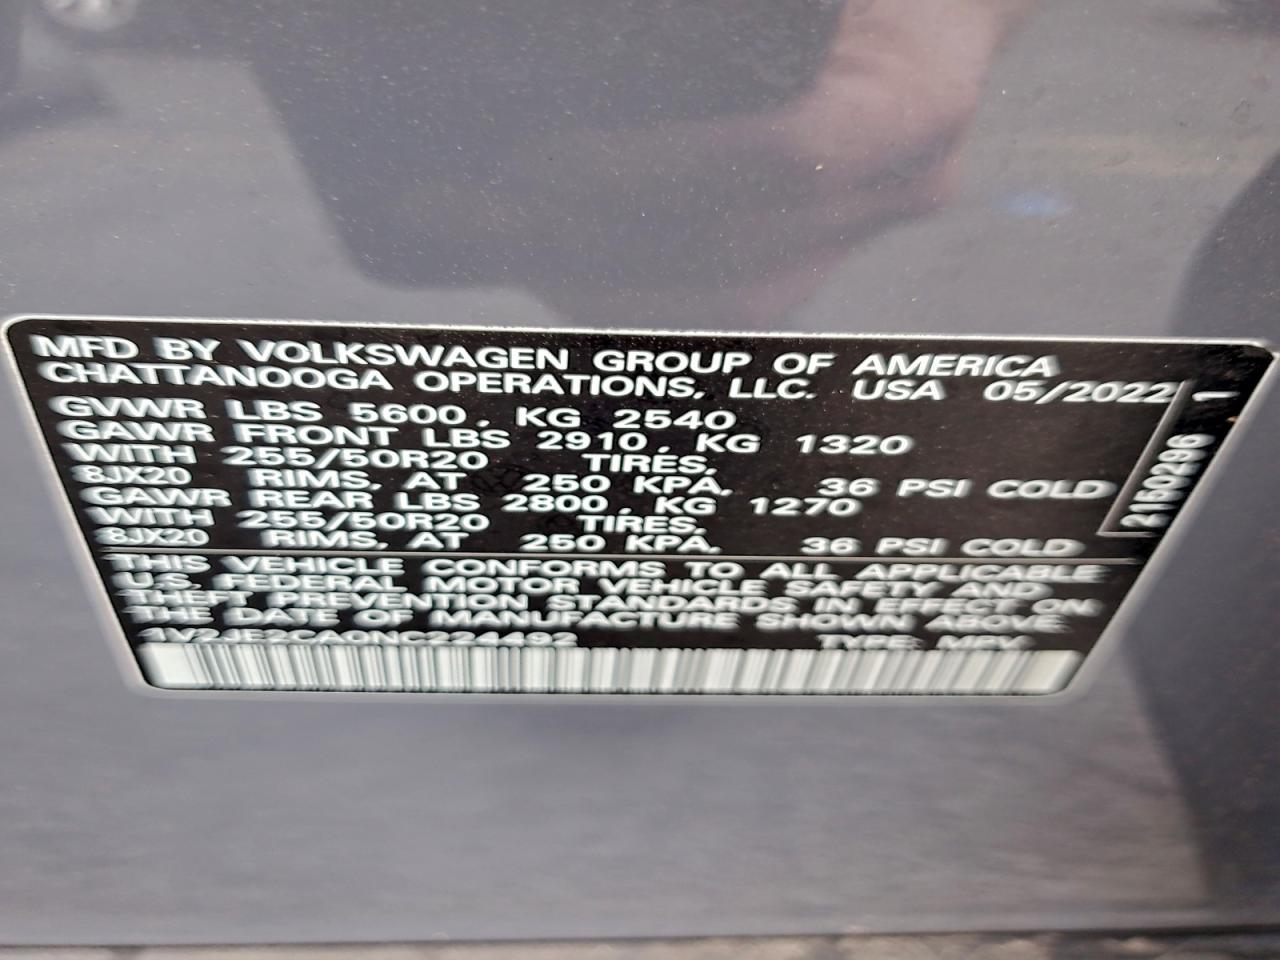 MFD BY VOLKSWAGEN GROUP OF AMERICA
CHATTANOOGA OPERATIONS, LLC. USA 05/2022
GVWR LBS 5600, KG 2540
GAWR FRONT LBS 2910, KG 1320
WITH 255/50R20 TIRES,
8JX20 RIMS, AT 250 KPA, 36 PSI COLD
GAWR REAR LBS 2800, KG 1270
WITH 255/50R20 TIRES,
8JX20 RIMS, AT 250 KPA, 36 PSI COLD
THIS VEHICLE CONFORMS TO ALL APPLICABLE
U.S. FEDERAL MOTOR VEHICLE SAFETY AND
THEFT PREVENTION STANDARDS IN EFFECT ON
THE DATE OF MANUFACTURE SHOWN ABOVE.
1V2JE2CA0NC224492 TYPE: MPV
2150296 1